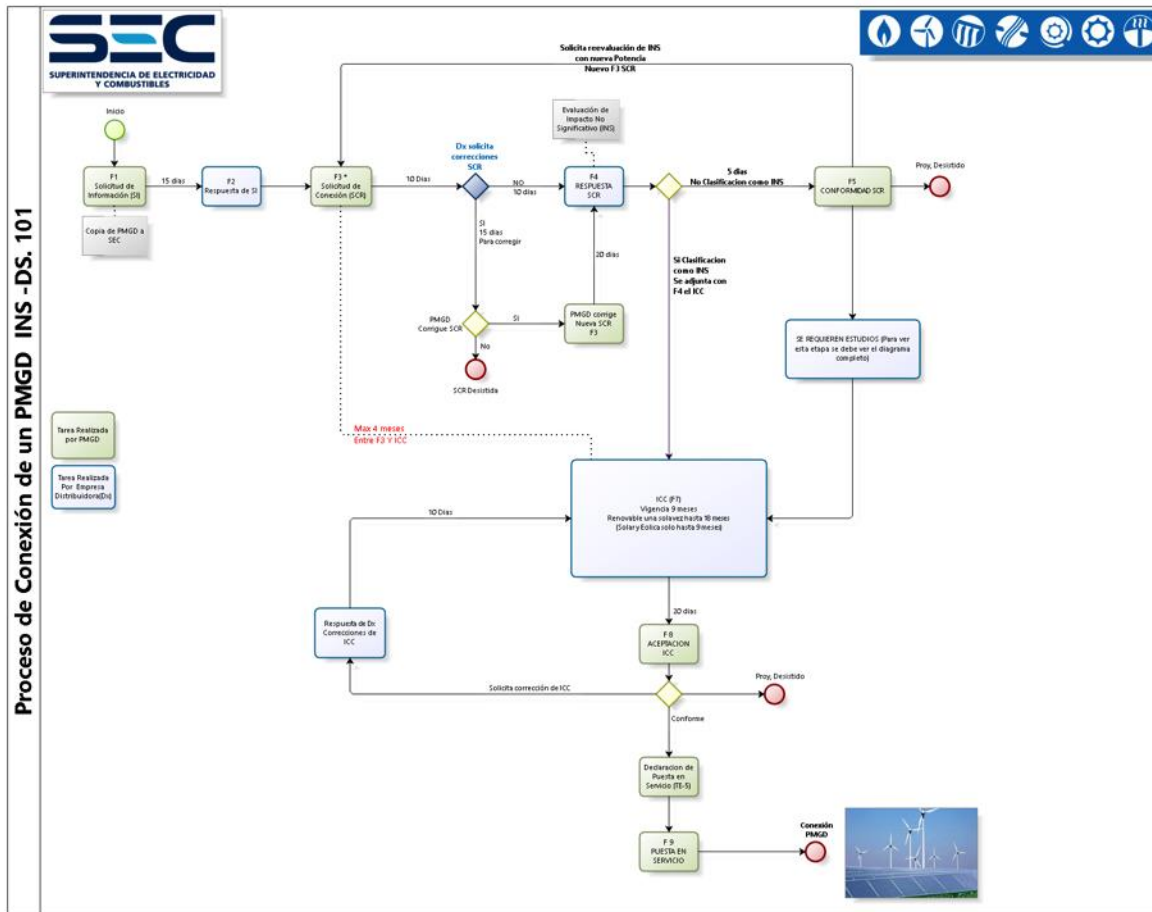 Proceso de Conexión de un PMGD INS -DS. 101
SEC
SUPERINTENDENCIA DE ELECTRICIDAD
Y COMBUSTIBLES
Solicita reevaluación de INS
con nueva Potencia
Nuevo F3 SCR
Inicio
F1
Solicitud de
Información (SI)
15 días
F2
Respuesta de SI
F3 *
Solicitud de
Conexión (SCR)
10 Días
Dx solicita
correcciones
SCR
NO
10 días
Evaluación de
Impacto No
Significativo (INS)
F4
RESPUESTA
SCR
5 dias
No Clasificacion como INS
F5
CONFORMIDAD SCR
Proy, Desistido
Copia de PMGD a
SEC
SI
15 días
Para corregir
20 días
Si Clasificacion
como INS
Se adjunta con
F4 el ICC
PMGD
Corrigue SCR
SI
PMGD corrige
Nueva SCR
F3
No
SCR Desistida
SE REQUIEREN ESTUDIOS (Para ver
esta etapa se debe ver el diagrama
completo)
Tarea Realizada
por PMGD
Tarea Realizada
Por Empresa
Distribuidora(Dx)
Max 4 meses
Entre F3 Y ICC
ICC (F7)
Vigencia 9 meses
Renovable una sola vez hasta 18 meses
(Solar y Eolica solo hasta 9 meses)
10 Días
20 días
Respuesta de Dx
Correcciones de
ICC
F 8
ACEPTACION
ICC
Solicita corrección de ICC
Proy, Desistido
Conforme
Declaracion de
Puesta en
Servicio (TE-5)
F 9
PUESTA EN
SERVICIO
Conexión
PMGD